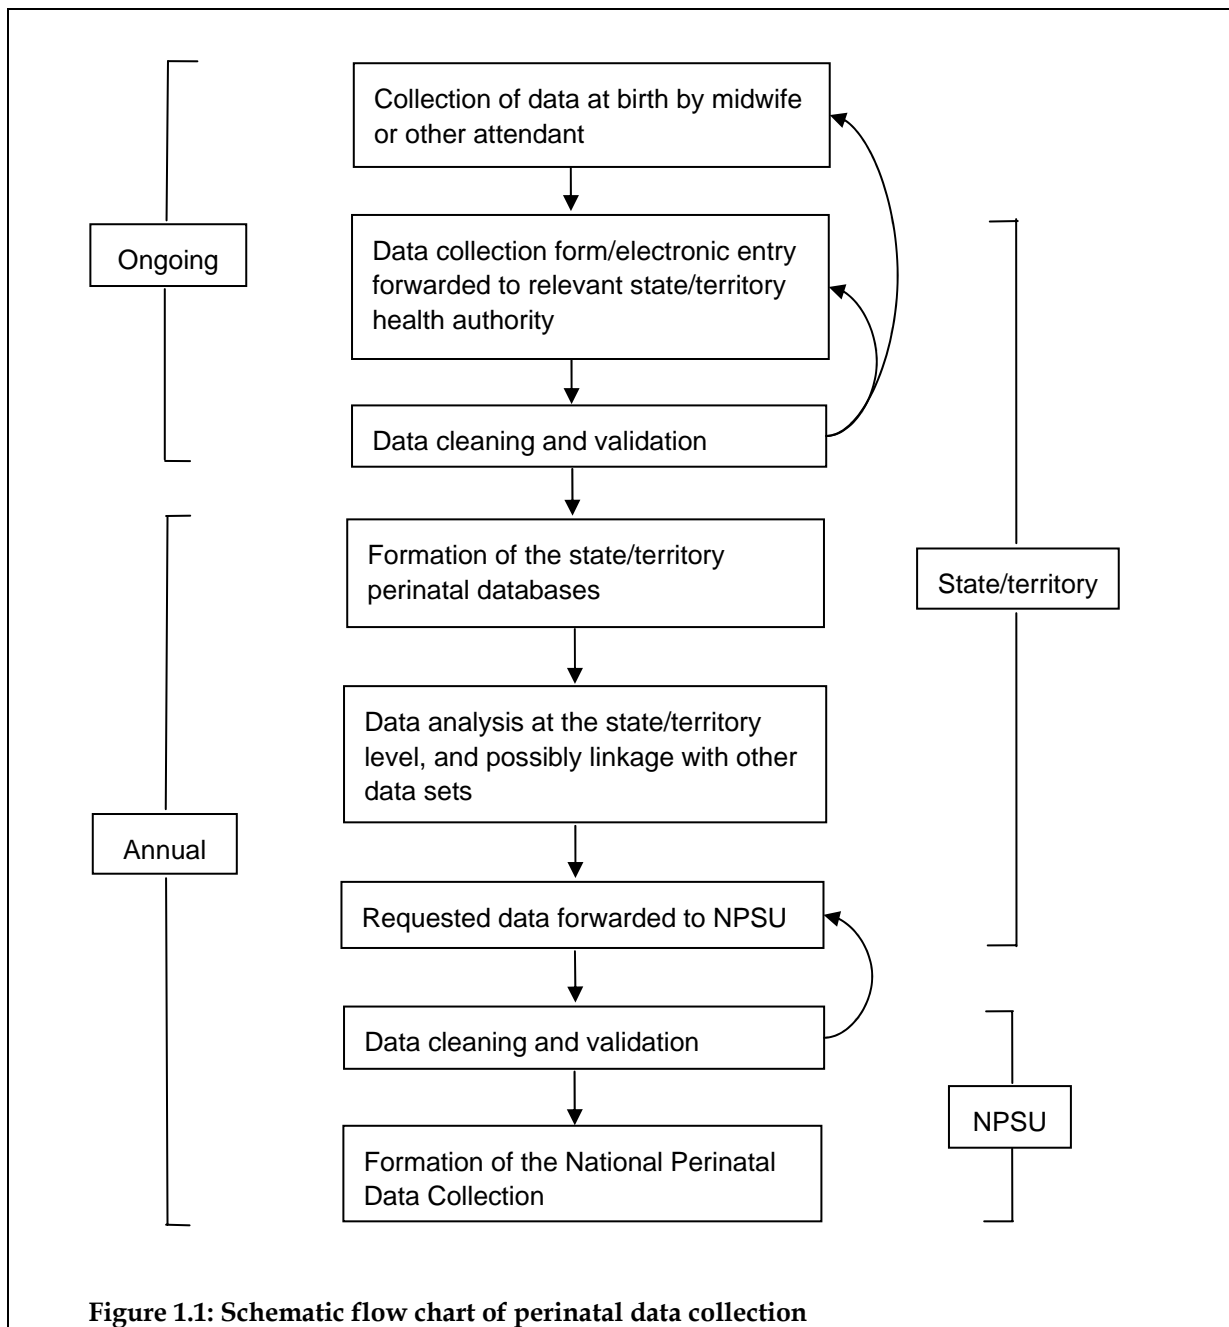 Collection of data at birth by midwife
or other attendant
Ongoing
Data collection form/electronic entry
forwarded to relevant state/territory
health authority
Data cleaning and validation
Formation of the state/territory
perinatal databases
State/territory
Data analysis at the state/territory
level, and possibly linkage with other
data sets
Annual
Requested data forwarded to NPSU
Data cleaning and validation
NPSU
Formation of the National Perinatal
Data Collection
Figure 1.1: Schematic flow chart of perinatal data collection